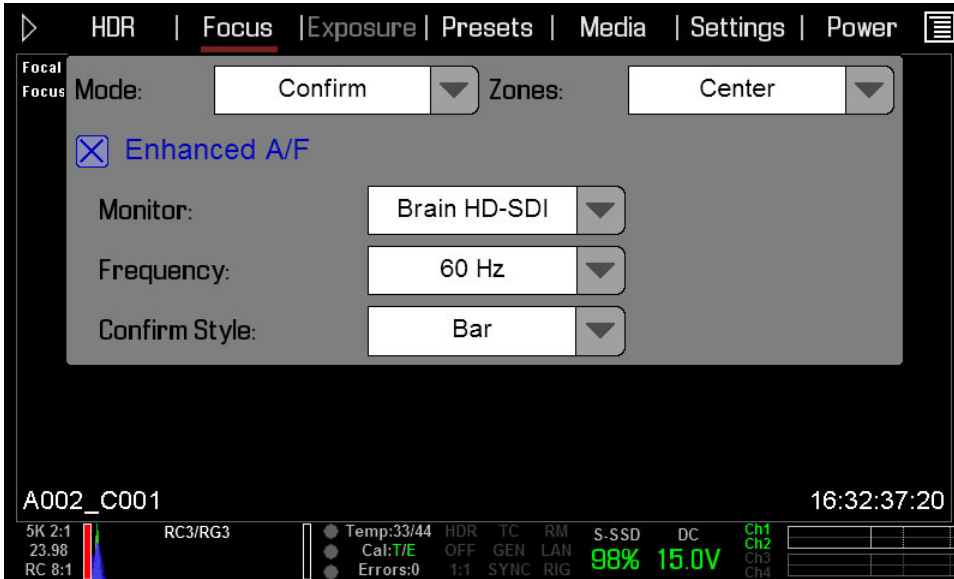 HDR | Focus | Exposure | Presets | Media | Settings | Power
Focal
Focus
Mode: Confirm Zones: Center
Enhanced A/F
Monitor: Brain HD-SDI
Frequency: 60 Hz
Confirm Style: Bar
A002_C001 16:32:37:20
5K 2:1 RC3/RG3 Temp:33/44 HDR TC RM S-SSD DC Ch1
23.98 Cal:T/E OFF GEN LAN 98% 15.0V Ch2
RC 8:1 Errors:0 1:1 SYNC RIG Ch3
Ch4